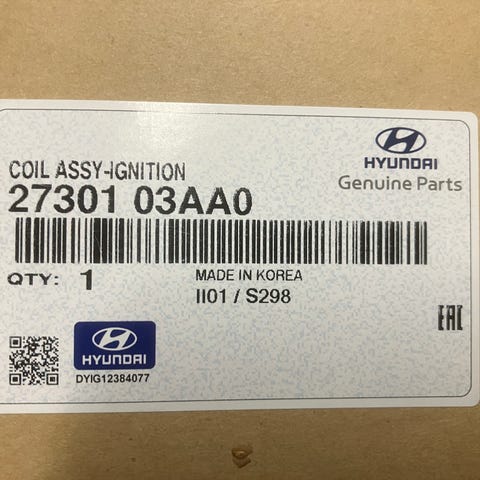 HYUNDAI
Genuine Parts
COIL ASSY-IGNITION
27301 03AA0
QTY: 1
MADE IN KOREA
II01 / S298
EAC
HYUNDAI
DYIG12384077